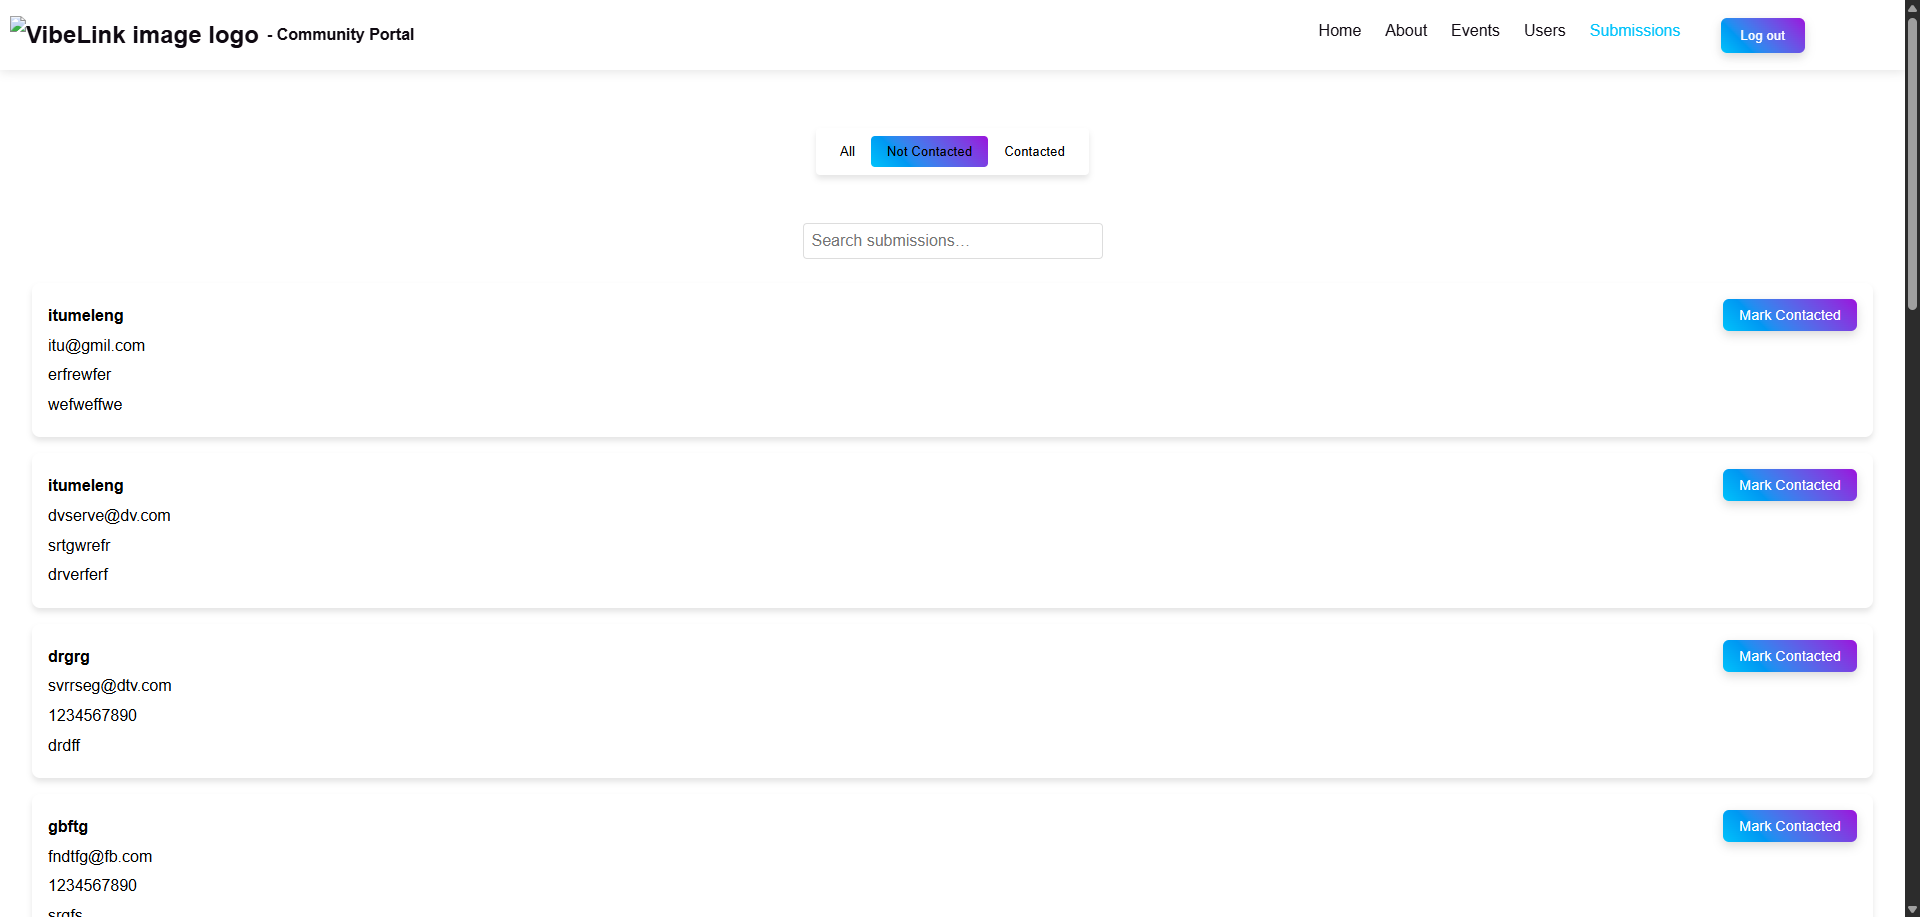 VibeLink image logo - Community Portal
Home About Events Users Submissions Log out
All Not Contacted Contacted
Search submissions…
itumeleng
Mark Contacted
itu@gmil.com
erfrewfer
wefweffwe
itumeleng
Mark Contacted
dvserve@dv.com
srtgwrefr
drverferf
drgrg
Mark Contacted
svrrseg@dtv.com
1234567890
drdff
gbftg
Mark Contacted
fndtfg@fb.com
1234567890